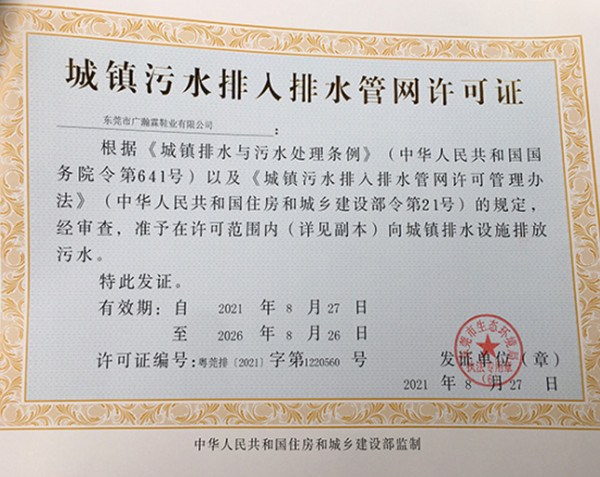 城镇污水排入排水管网许可证
东莞市广瀚霖鞋业有限公司：
根据《城镇排水与污水处理条例》（中华人民共和国国
务院令第641号）以及《城镇污水排入排水管网许可管理办
法》（中华人民共和国住房和城乡建设部令第21号）的规定，
经审查，准予在许可范围内（详见副本）向城镇排水设施排放
污水。
特此发证。
有效期：自 2021 年 8 月 27 日
至 2026 年 8 月 26 日
许可证编号：粤莞排〔2021〕字第1220560 号
发证单位（章）
2021 年 8 月 27 日
东莞市生态环境局
中华人民共和国住房和城乡建设部监制